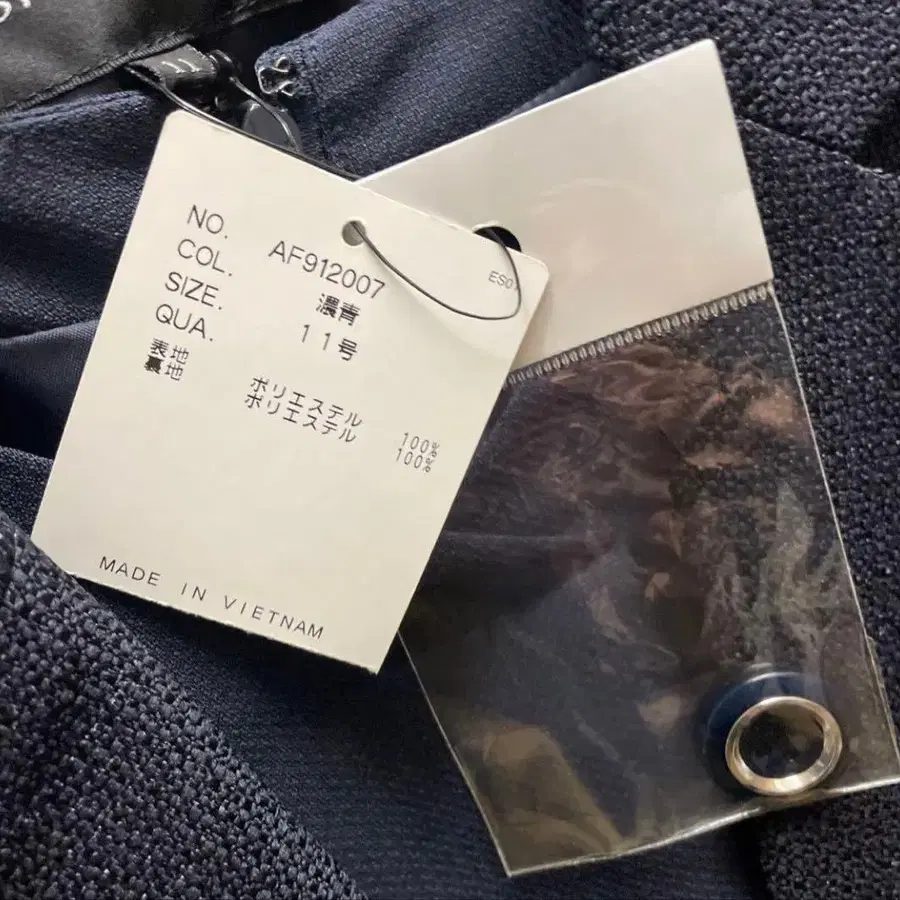 NO. AF912007
COL. 濃青
SIZE. 11号
QUA.
表地 ポリエステル 100%
裏地 ポリエステル 100%
MADE IN VIETNAM